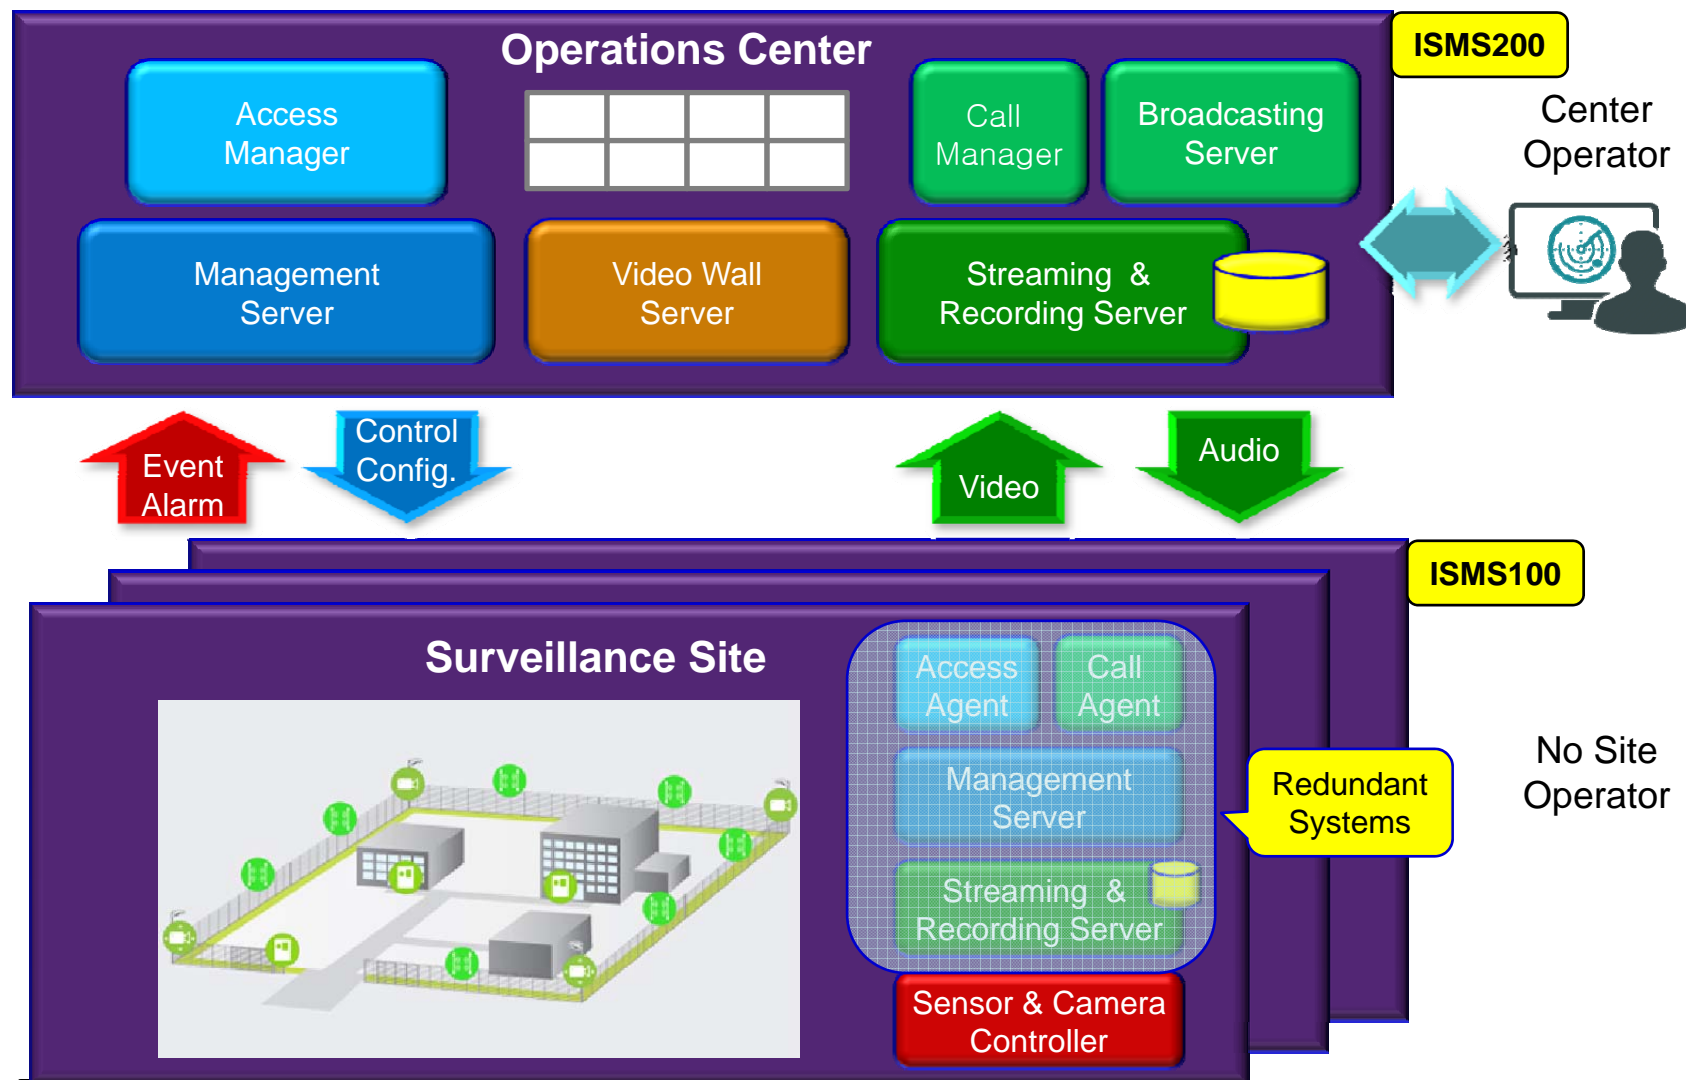 Operations Center
ISMS200
Access
Manager
Call
Manager
Broadcasting
Server
Center
Operator
Management
Server
Video Wall
Server
Streaming &
Recording Server
Event
Alarm
Control
Config.
Video
Audio
ISMS100
Surveillance Site
Access
Agent
Call
Agent
Management
Server
Streaming &
Recording Server
Sensor & Camera
Controller
Redundant
Systems
No Site
Operator